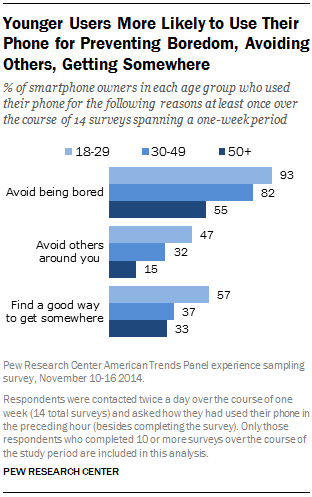 Younger Users More Likely to Use Their
Phone for Preventing Boredom, Avoiding
Others, Getting Somewhere
% of smartphone owners in each age group who used
their phone for the following reasons at least once over
the course of 14 surveys spanning a one-week period
18-29 30-49 50+
Avoid being bored
93
82
55
Avoid others
around you
47
32
15
Find a good way
to get somewhere
57
37
33
Pew Research Center American Trends Panel experience sampling
survey, November 10-16 2014.
Respondents were contacted twice a day over the course of one
week (14 total surveys) and asked how they had used their phone in
the preceding hour (besides completing the survey). Only those
respondents who completed 10 or more surveys over the course of
the study period are included in this analysis.
PEW RESEARCH CENTER